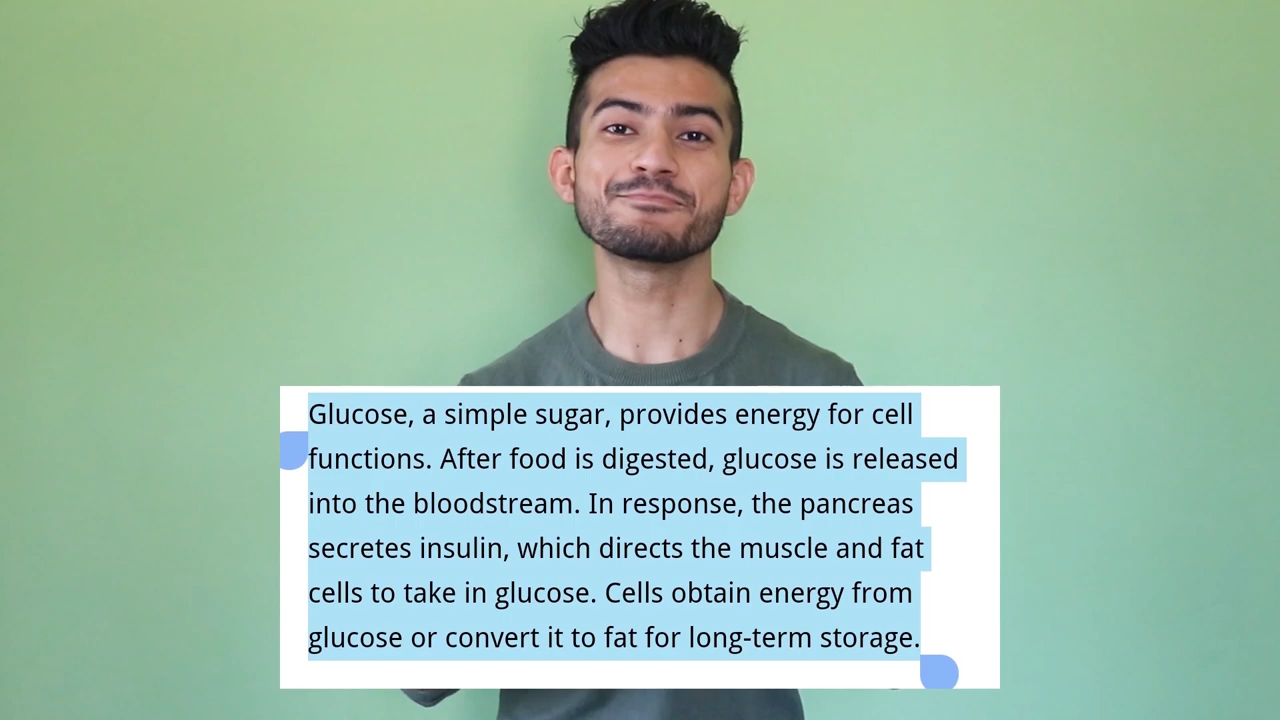 Glucose, a simple sugar, provides energy for cell
functions. After food is digested, glucose is released
into the bloodstream. In response, the pancreas
secretes insulin, which directs the muscle and fat
cells to take in glucose. Cells obtain energy from
glucose or convert it to fat for long-term storage.